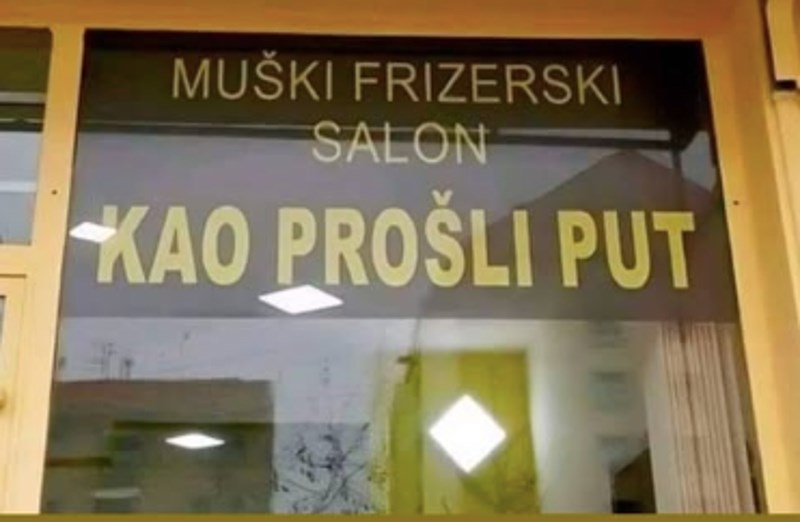 MUŠKI FRIZERSKI
SALON
KAO PROŠLI PUT